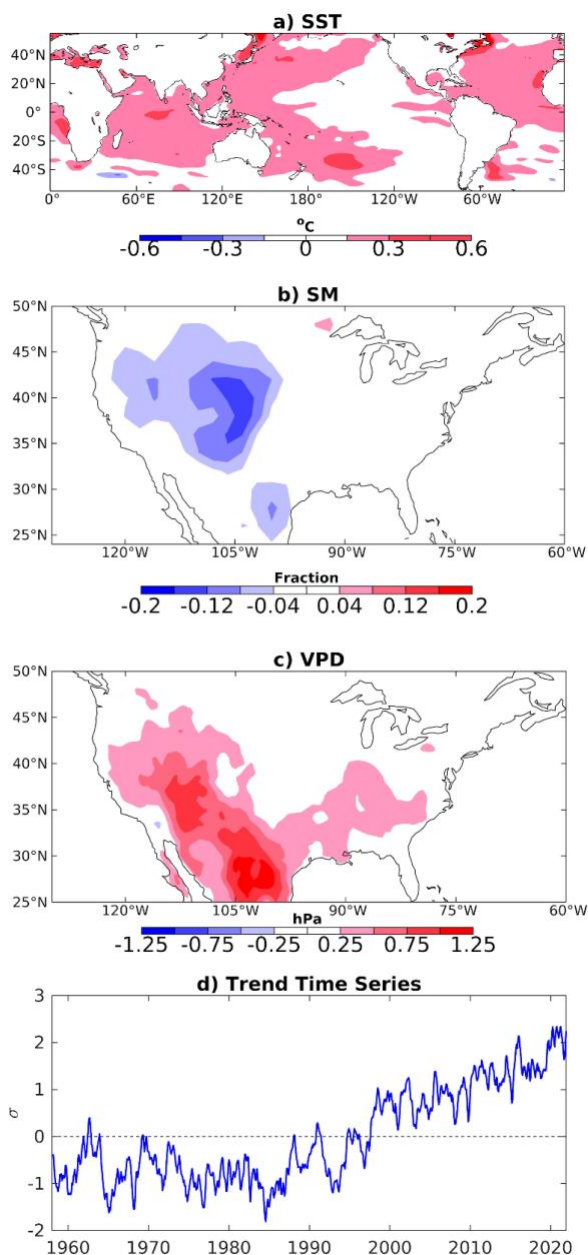 a) SST
40°N
20°N
0°
20°S
40°S
0° 60°E 120°E 180° 120°W 60°W
°C
-0.6 -0.3 0 0.3 0.6
b) SM
50°N
45°N
40°N
35°N
30°N
25°N
120°W 105°W 90°W 75°W 60°W
Fraction
-0.2 -0.12 -0.04 0.04 0.12 0.2
c) VPD
50°N
45°N
40°N
35°N
30°N
25°N
120°W 105°W 90°W 75°W 60°W
hPa
-1.25 -0.75 -0.25 0.25 0.75 1.25
d) Trend Time Series
3
2
1
0
-1
-2
σ
1960 1970 1980 1990 2000 2010 2020